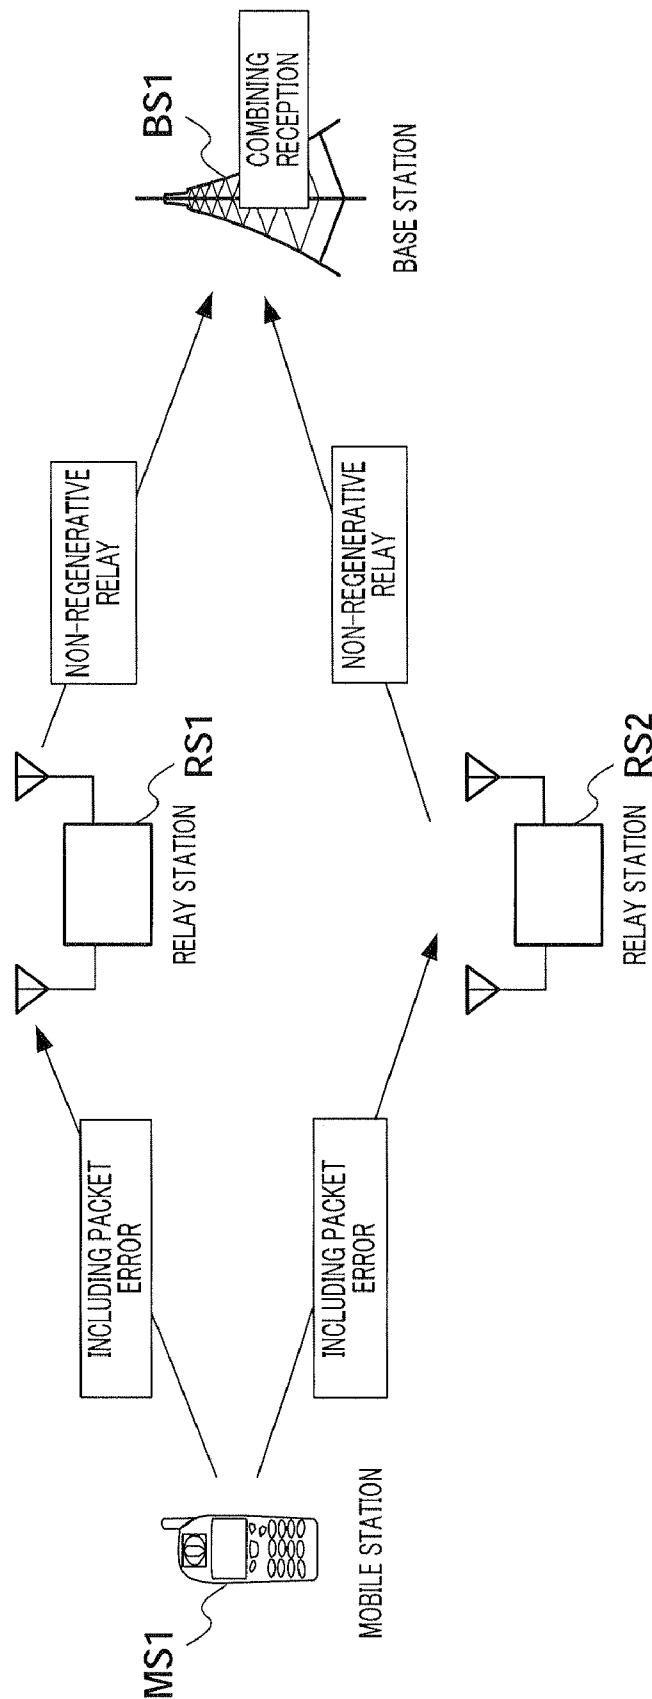 MS1
MOBILE STATION
INCLUDING PACKET
ERROR
INCLUDING PACKET
ERROR
RELAY STATION
RS1
RELAY STATION
RS2
NON-REGENERATIVE
RELAY
NON-REGENERATIVE
RELAY
BS1
COMBINING
RECEPTION
BASE STATION